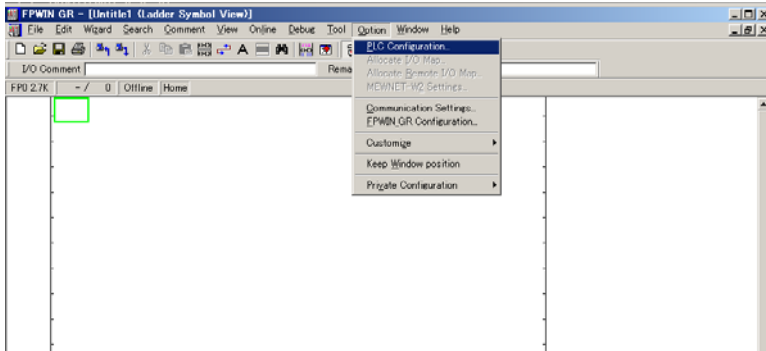 FPWIN GR - [Untitle1 (Ladder Symbol View)]
File Edit Wizard Search Comment View Online Debug Tool Option Window Help
I/O Comment Rema
FP0 2.7K - / 0 Offline Home
PLC Configuration..
Allocate I/O Map..
Allocate Remote I/O Map..
MEWNET-W2 Settings..
Communication Settings..
FPWIN_GR Configuration..
Customize
Keep Window position
Private Configuration